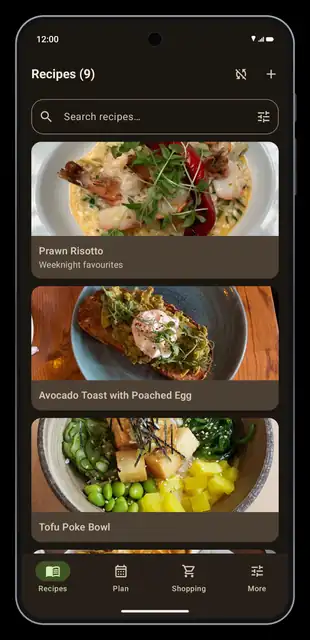 12:00
Recipes (9)
Search recipes...
Prawn Risotto
Weeknight favourites
Avocado Toast with Poached Egg
Tofu Poke Bowl
Recipes
Plan
Shopping
More